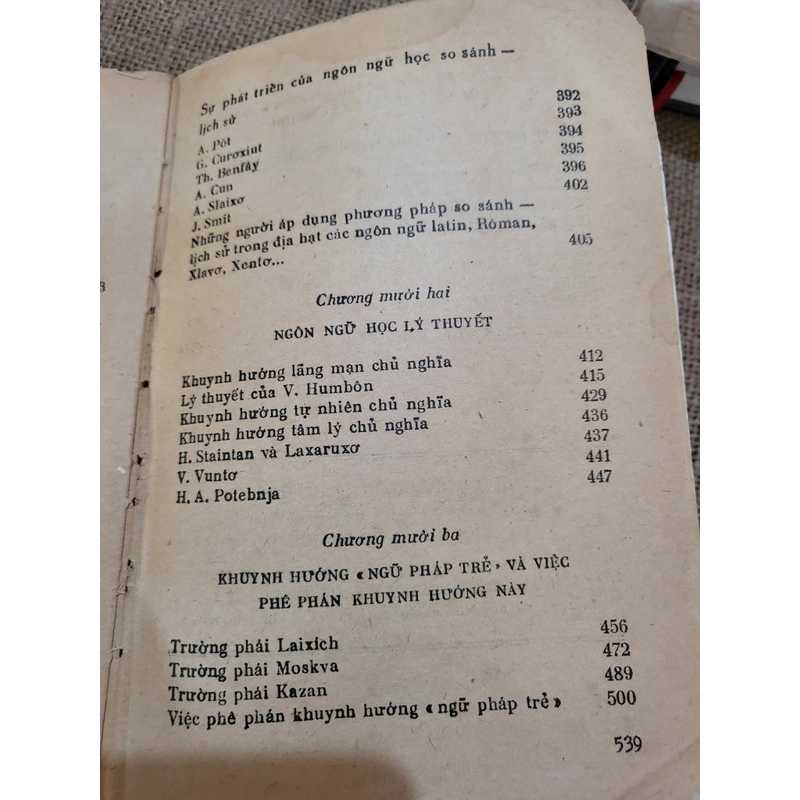 Sự phát triển của ngôn ngữ học so sánh —
lịch sử 392
A. Pôt 393
G. Curơxiut 394
Th. Benfây 395
A. Cun 396
A. Slaixơ 402
J. Smit
Những người áp dụng phương pháp so sánh —
lịch sử trong địa hạt các ngôn ngữ latin, Rôman,
Xlavơ, Xentơ... 405
Chương mười hai
NGÔN NGỮ HỌC LÝ THUYẾT
Khuynh hướng lãng mạn chủ nghĩa 412
Lý thuyết của V. Humbôn 415
Khuynh hướng tự nhiên chủ nghĩa 429
Khuynh hướng tâm lý chủ nghĩa 436
H. Staintan và Laxaruxơ 437
V. Vuntơ 441
H. A. Potebnja 447
Chương mười ba
KHUYNH HƯỚNG «NGỮ PHÁP TRẺ» VÀ VIỆC
PHÊ PHÁN KHUYNH HƯỚNG NÀY
Trường phái Laixich 456
Trường phái Moskva 472
Trường phái Kazan 489
Việc phê phán khuynh hướng «ngữ pháp trẻ» 500
539